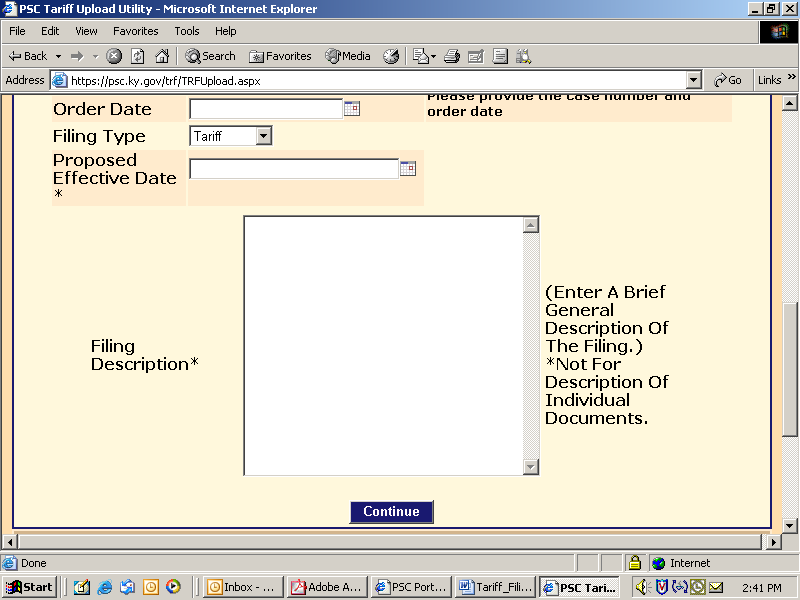 PSC Tariff Upload Utility - Microsoft Internet Explorer
File Edit View Favorites Tools Help
Back Search Favorites Media
Address https://psc.ky.gov/trf/TRFUpload.aspx Go Links »
Please provide the case number and
order date
Order Date
Filing Type Tariff
Proposed
Effective Date
*
Filing
Description*
(Enter A Brief
General
Description Of
The Filing.)
*Not For
Description Of
Individual
Documents.
Continue
Done Internet
Start Inbox - ... Adobe A... PSC Port... Tariff_Fili... PSC Tari... 2:41 PM